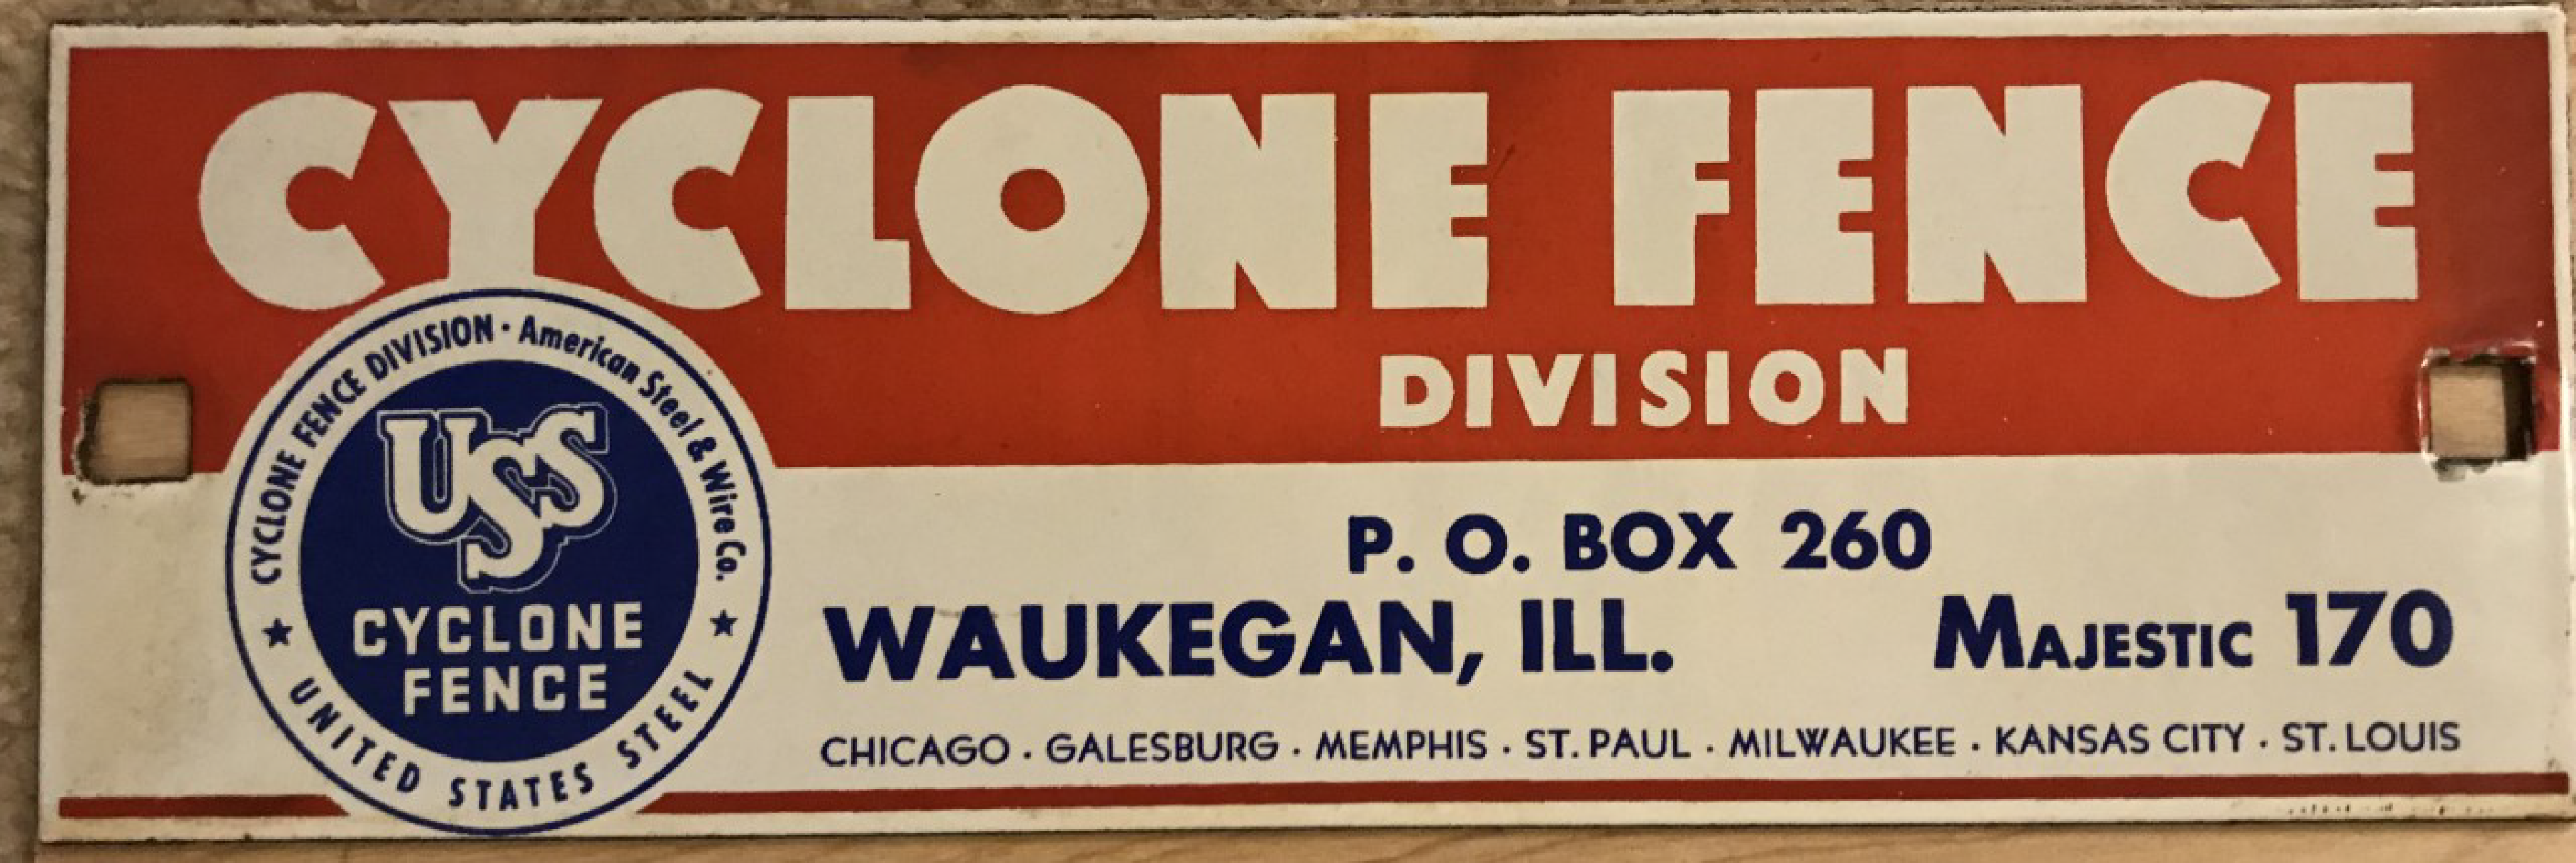 CYCLONE FENCE
DIVISION
CYCLONE FENCE DIVISION · American Steel & Wire Co.
USS
CYCLONE
FENCE
★ UNITED STATES STEEL ★
P. O. BOX 260
WAUKEGAN, ILL. MAJESTIC 170
CHICAGO · GALESBURG · MEMPHIS · ST. PAUL · MILWAUKEE · KANSAS CITY · ST. LOUIS